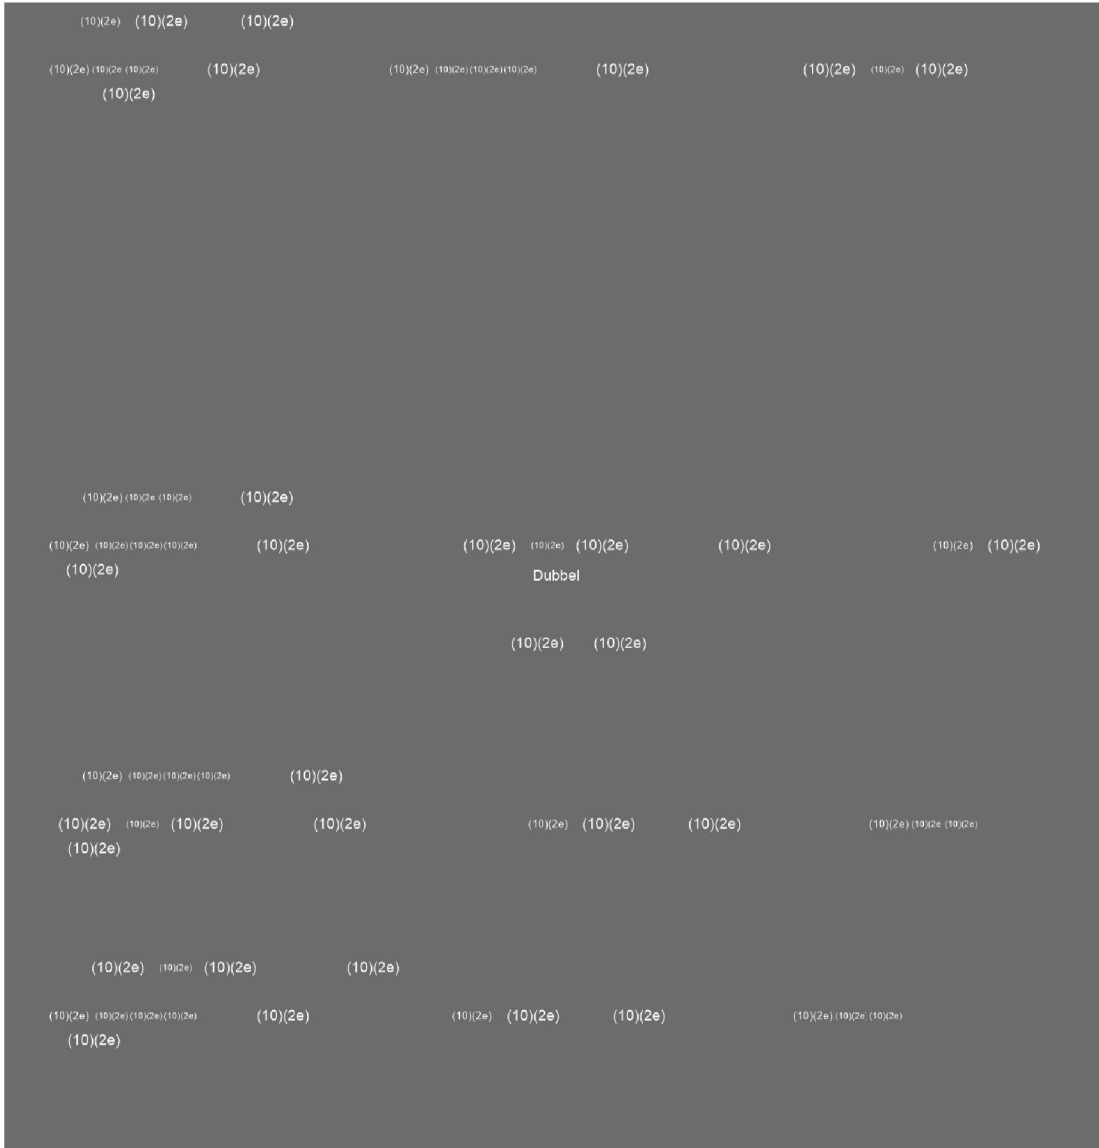 (10)(2e) (10)(2e) (10)(2e)
(10)(2e) (10)(2e (10)(2e) (10)(2e) (10)(2e) (10)(2e) (10)(2e) (10)(2e) (10)(2e) (10)(2e) (10)(2e) (10)(2e)
(10)(2e)
(10)(2e) (10)(2e (10)(2e) (10)(2e)
(10)(2e) (10)(2e) (10)(2e) (10)(2e) (10)(2e) (10)(2e) (10)(2e) (10)(2e) (10)(2e) (10)(2e) (10)(2e)
(10)(2e)
Dubbel
(10)(2e) (10)(2e)
(10)(2e) (10)(2e) (10)(2e) (10)(2e) (10)(2e)
(10)(2e) (10)(2e) (10)(2e) (10)(2e) (10)(2e) (10)(2e) (10)(2e) (10)(2e) (10)(2e (10)(2e)
(10)(2e)
(10)(2e) (10)(2e) (10)(2e) (10)(2e)
(10)(2e) (10)(2e) (10)(2e) (10)(2e) (10)(2e) (10)(2e) (10)(2e) (10)(2e) (10)(2e) (10)(2e (10)(2e)
(10)(2e)